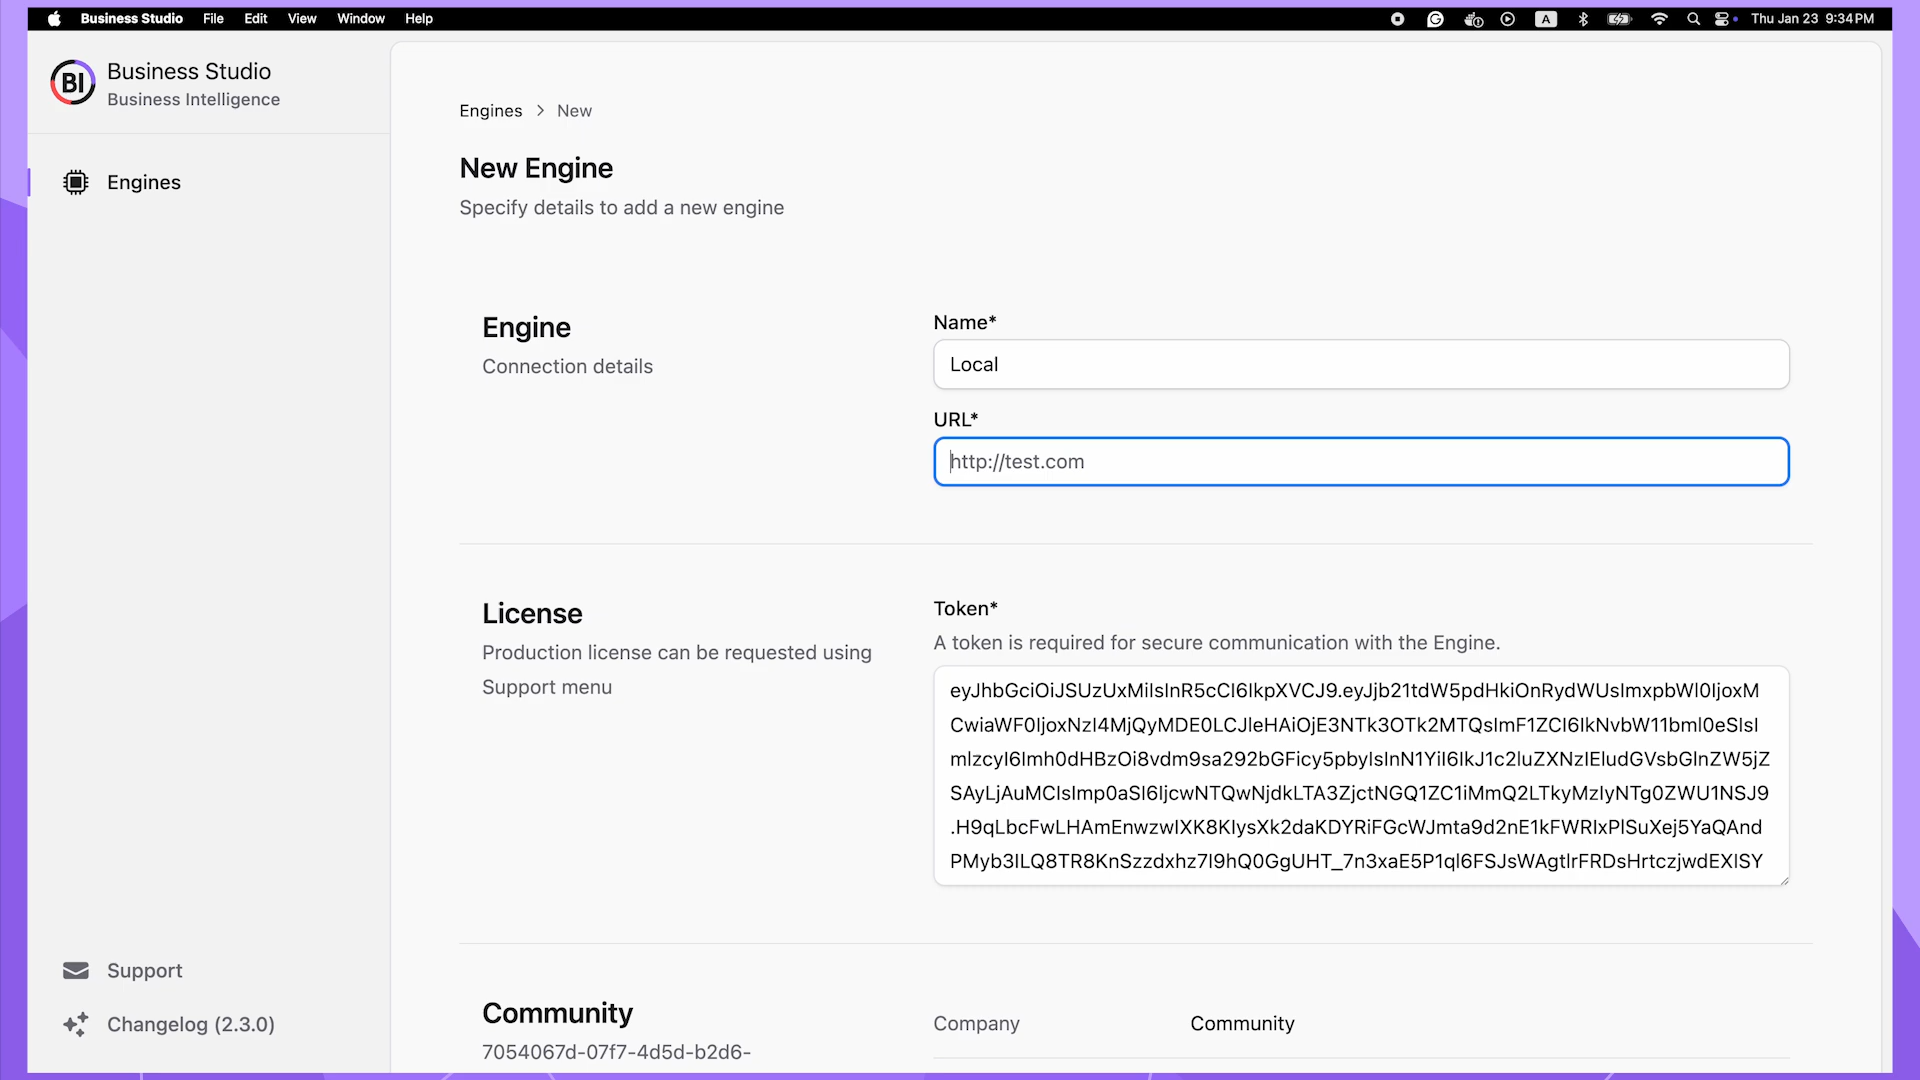 Business Studio File Edit View Window Help A Thu Jan 23 9:34 PM
BI
Business Studio
Business Intelligence
Engines
Support
Changelog (2.3.0)
Engines > New
New Engine
Specify details to add a new engine
Engine
Connection details
Name*
Local
URL*
http://test.com
License
Production license can be requested using
Support menu
Token*
A token is required for secure communication with the Engine.
eyJhbGciOiJSUzUxMiIsInR5cCI6IkpXVCJ9.eyJjb21tdW5pdHkiOnRydWUsImxpbWl0IjoxM
CwiaWF0IjoxNzI4MjQyMDE0LCJleHAiOjE3NTk3OTk2MTQsImF1ZCI6IkNvbW11bml0eSIsI
mlzcyI6Imh0dHBzOi8vdm9sa292bGFicy5pbyIsInN1YiI6IkJ1c2luZXNzIEludGVsbGlnZW5jZ
SAyLjAuMCIsImp0aSI6IjcwNTQwNjdkLTA3ZjctNGQ1ZC1iMmQ2LTkyMzIyNTg0ZWU1NSJ9
.H9qLbcFwLHAmEnwzwIXK8KIysXk2daKDYRiFGcWJmta9d2nE1kFWRIxPISuXej5YaQAnd
PMyb3ILQ8TR8KnSzzdxhz7I9hQ0GgUHT_7n3xaE5P1qI6FSJsWAgtIrFRDsHrtczjwdEXISY
Community
7054067d-07f7-4d5d-b2d6-
Company Community